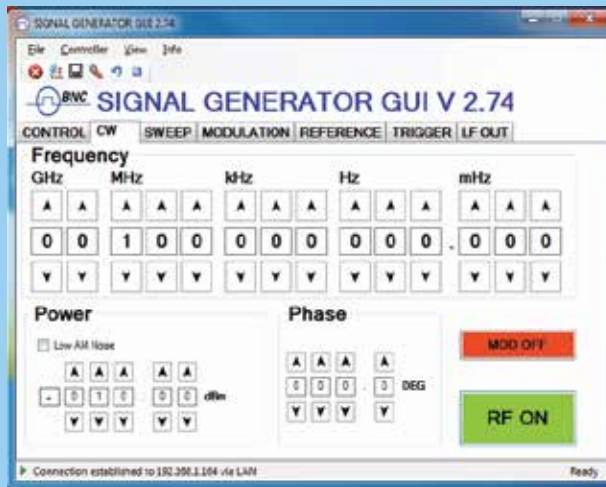 SIGNAL GENERATOR GUI 2.74
File Controller View Info
BNC SIGNAL GENERATOR GUI V 2.74
CONTROL CW SWEEP MODULATION REFERENCE TRIGGER LF OUT
Frequency
GHz MHz kHz Hz mHz
0 0 1 0 0 0 0 0 0 0 0 . 0 0 0
Power Phase
Low AM Noise
MOD OFF
- 0 1 0 . 0 0 dBm
0 0 0 . 0 DEG
RF ON
Connection established to 192.168.1.164 via LAN Ready